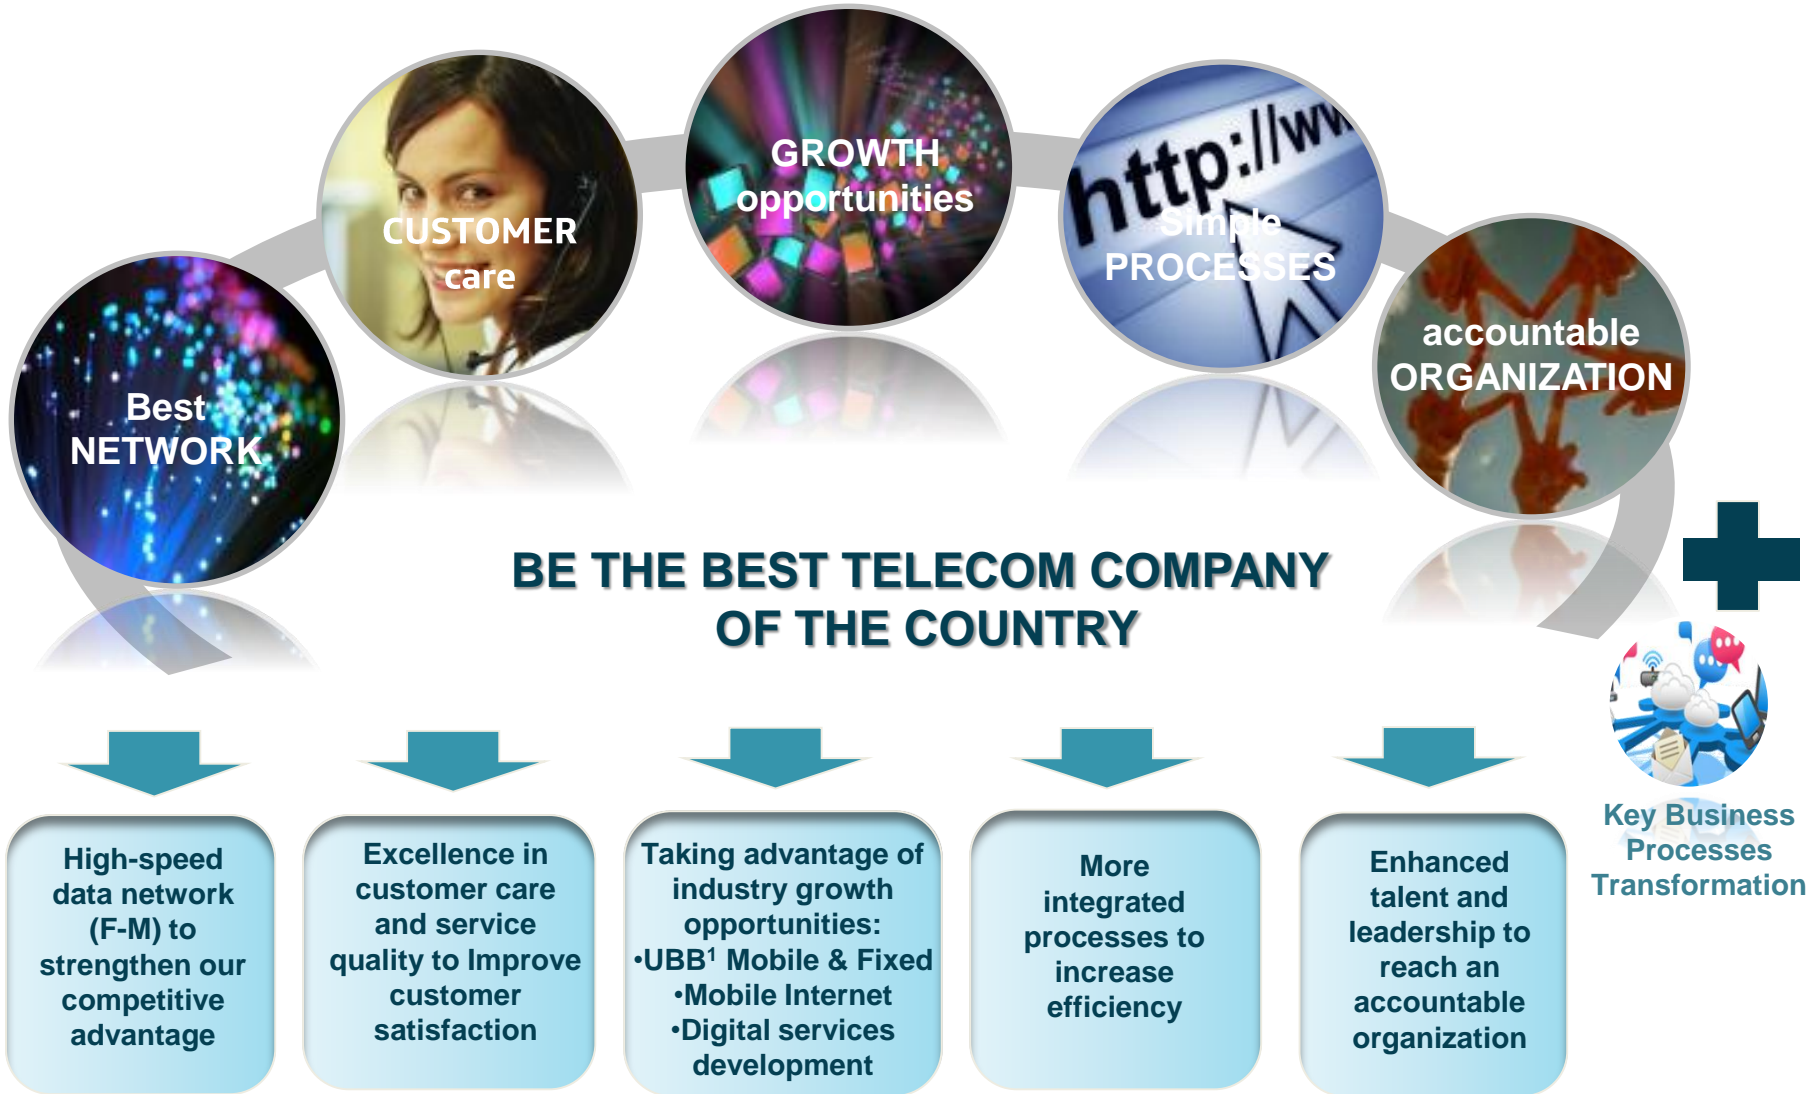 GROWTH
opportunities
CUSTOMER
care
http://ww
Simple
PROCESSES
accountable
ORGANIZATION
Best
NETWORK
BE THE BEST TELECOM COMPANY
OF THE COUNTRY
High-speed
data network
(F-M) to
strengthen our
competitive
advantage
Excellence in
customer care
and service
quality to Improve
customer
satisfaction
Taking advantage of
industry growth
opportunities:
•UBB¹ Mobile & Fixed
•Mobile Internet
•Digital services
development
More
integrated
processes to
increase
efficiency
Enhanced
talent and
leadership to
reach an
accountable
organization
Key Business
Processes
Transformation